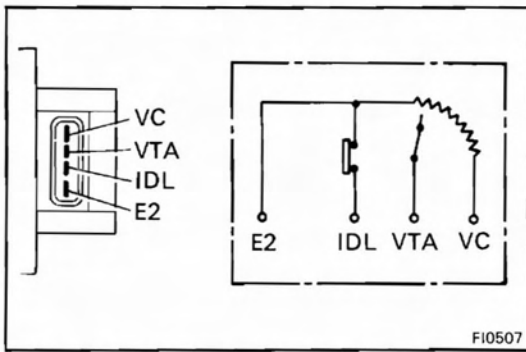 VC
VTA
IDL
E2
E2 IDL VTA VC
FI0507